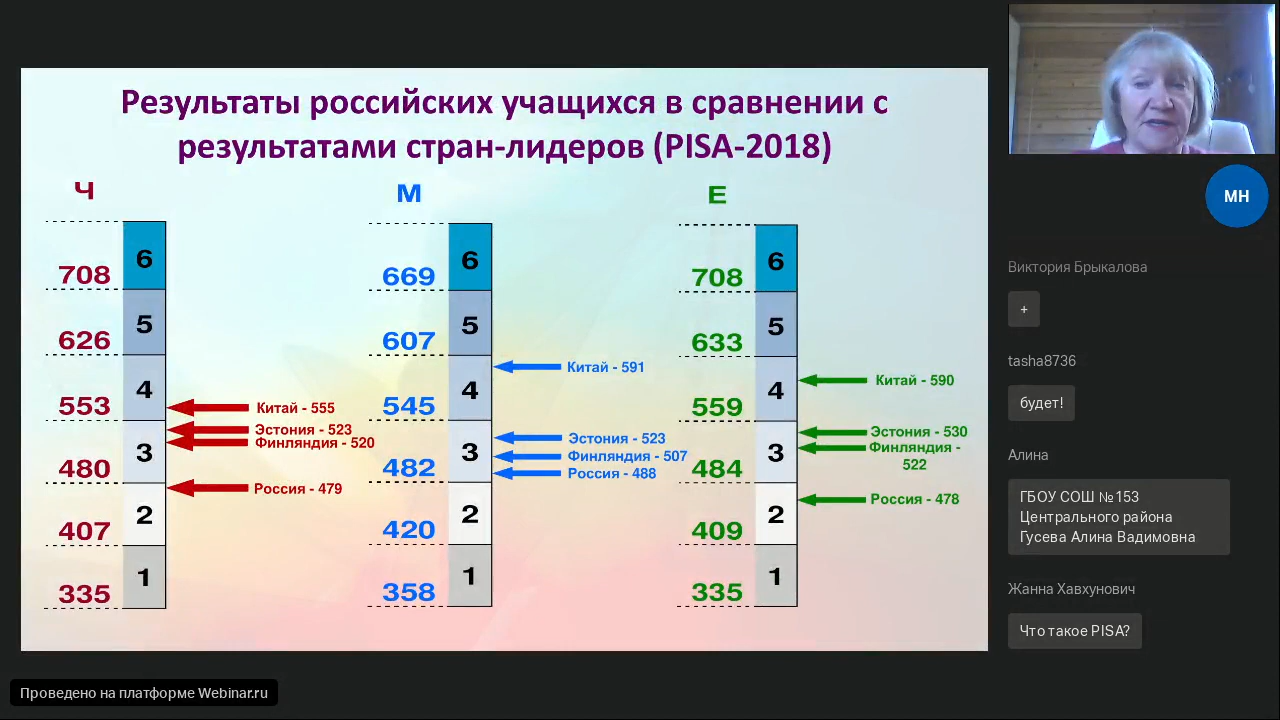 Результаты российских учащихся в сравнении с
результатами стран-лидеров (PISA-2018)
Ч
6
708
5
626
4
553
3
480
2
407
1
335
Китай - 555
Эстония - 523
Финляндия - 520
Россия - 479
М
6
669
5
607
4
545
3
482
2
420
1
358
Китай - 591
Эстония - 523
Финляндия - 507
Россия - 488
Е
6
708
5
633
4
559
3
484
2
409
1
335
Китай - 590
Эстония - 530
Финляндия -
522
Россия - 478
МН
Виктория Брыкалова
+
tasha8736
будет!
Алина
ГБОУ СОШ №153
Центрального района
Гусева Алина Вадимовна
Жанна Хавхунович
Что такое PISA?
Проведено на платформе Webinar.ru